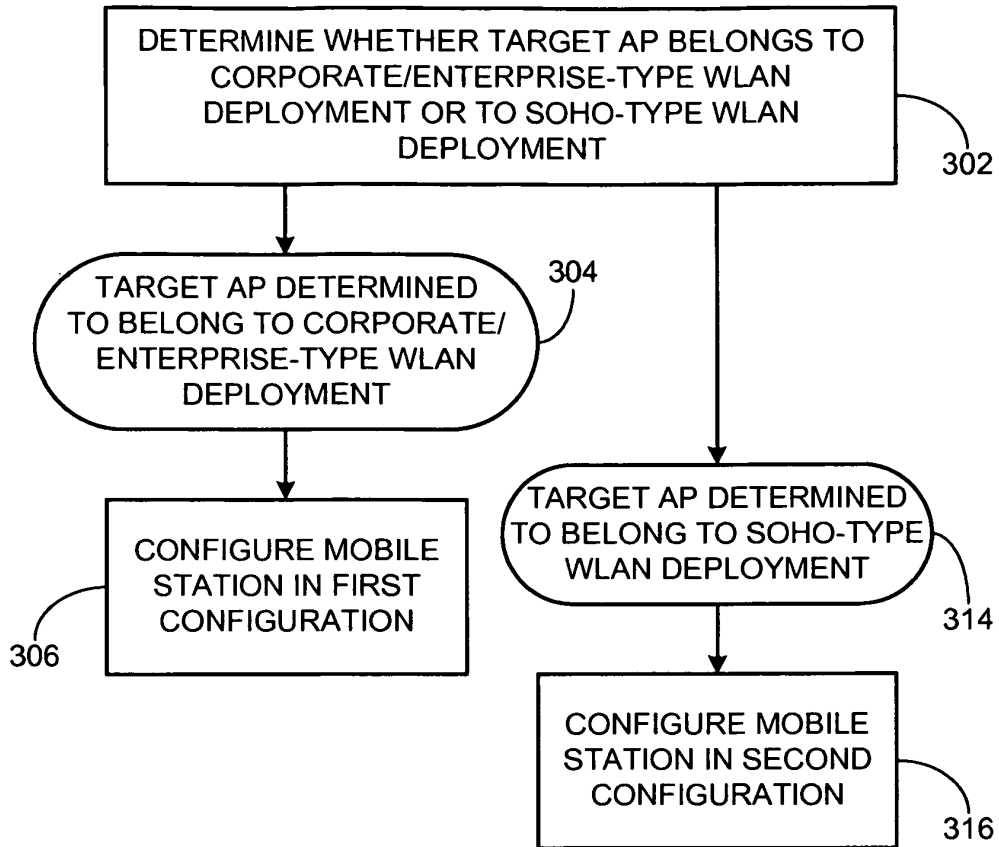 DETERMINE WHETHER TARGET AP BELONGS TO
CORPORATE/ENTERPRISE-TYPE WLAN
DEPLOYMENT OR TO SOHO-TYPE WLAN
DEPLOYMENT
302
TARGET AP DETERMINED
TO BELONG TO CORPORATE/
ENTERPRISE-TYPE WLAN
DEPLOYMENT
304
CONFIGURE MOBILE
STATION IN FIRST
CONFIGURATION
306
TARGET AP DETERMINED
TO BELONG TO SOHO-TYPE
WLAN DEPLOYMENT
314
CONFIGURE MOBILE
STATION IN SECOND
CONFIGURATION
316